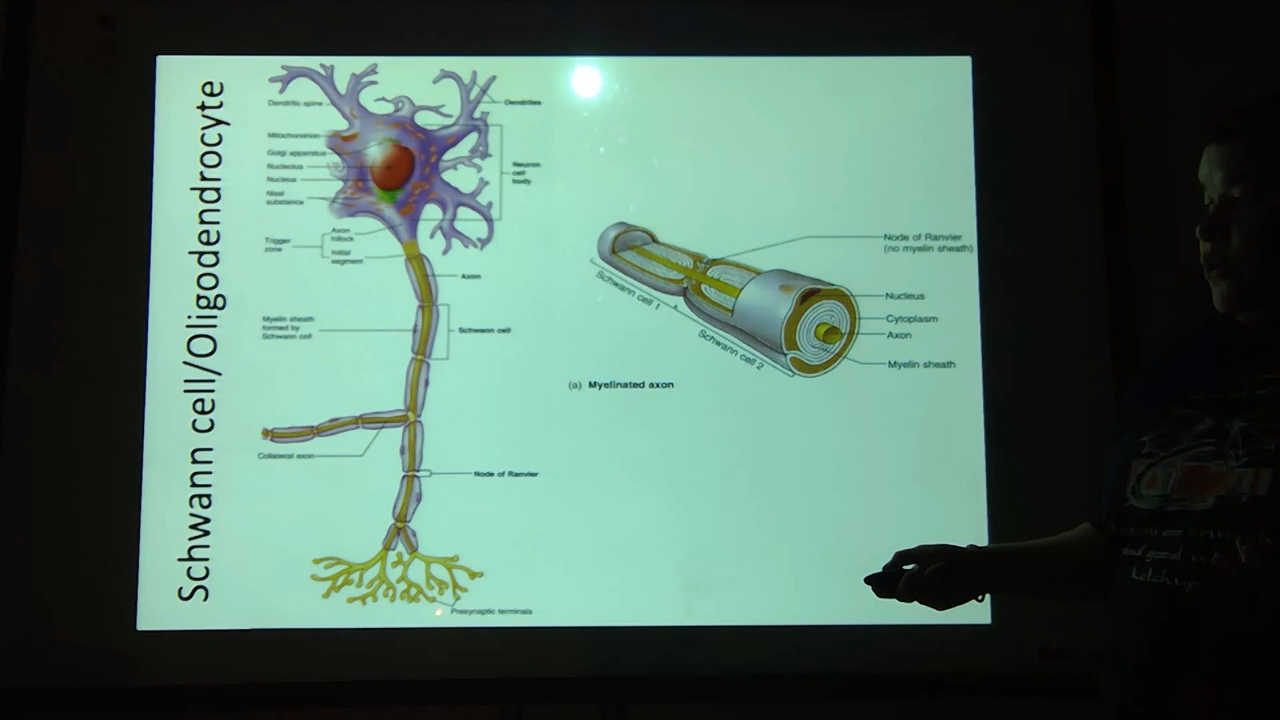 Schwann cell/Oligodendrocyte
Dendritic spine
Dendrites
Mitochondrion
Golgi apparatus
Nucleolus
Nucleus
Nissl
substance
Neuron
cell
body
Axon
hillock
Trigger
zone
Initial
segment
Axon
Myelin sheath
formed by
Schwann cell
Schwann cell
Collateral axon
Node of Ranvier
Presynaptic terminals
Node of Ranvier
(no myelin sheath)
Nucleus
Cytoplasm
Axon
Myelin sheath
Schwann cell 1
Schwann cell 2
(a) Myelinated axon
and good
ketchup